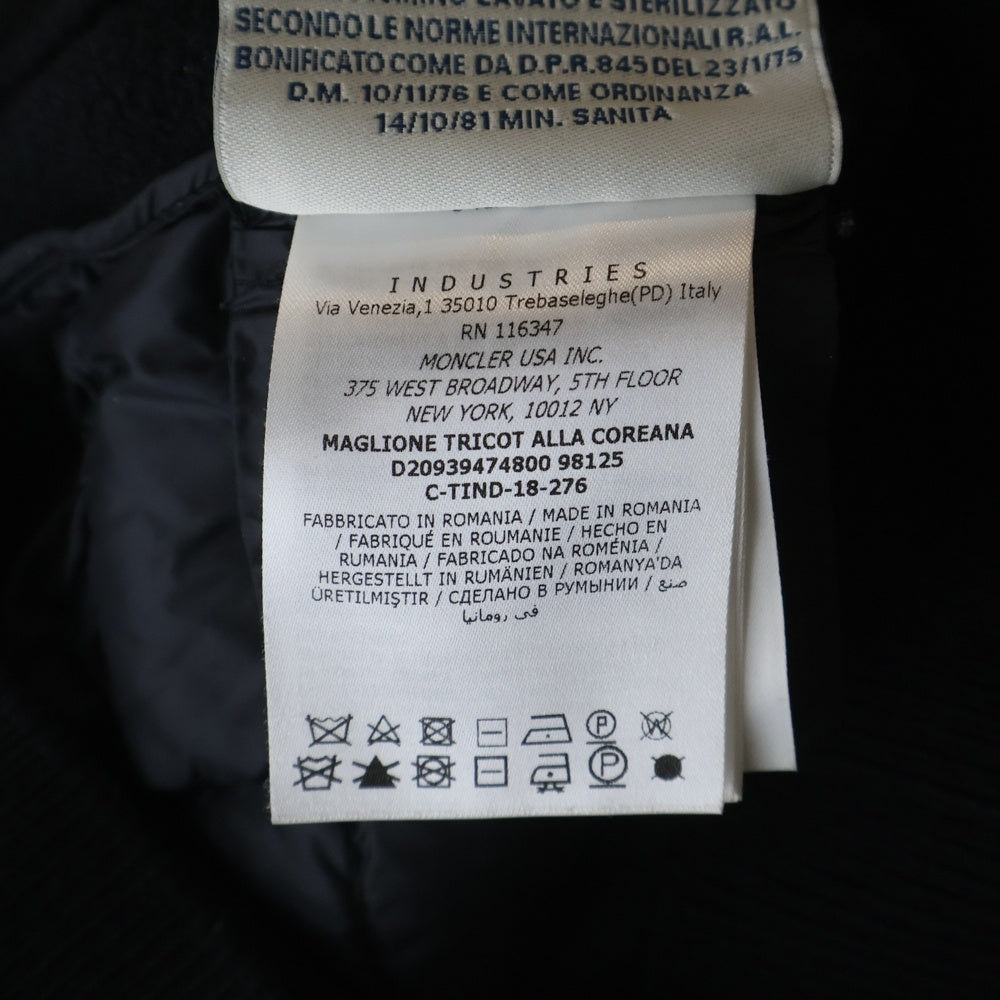 LAVATO E STERILIZZATO
SECONDO LE NORME INTERNAZIONALI R.A.L.
BONIFICATO COME DA D.P.R. 845 DEL 23/1/75
D.M. 10/11/76 E COME ORDINANZA
14/10/81 MIN. SANITA
INDUSTRIES
Via Venezia,1 35010 Trebaseleghe(PD) Italy
RN 116347
MONCLER USA INC.
375 WEST BROADWAY, 5TH FLOOR
NEW YORK, 10012 NY
MAGLIONE TRICOT ALLA COREANA
D20939474800 98125
C-TIND-18-276
FABBRICATO IN ROMANIA / MADE IN ROMANIA
/ FABRIQUÉ EN ROUMANIE / HECHO EN
RUMANIA / FABRICADO NA ROMÉNIA /
HERGESTELLT IN RUMÄNIEN / ROMANYA'DA
ÜRETILMIŞTIR / СДЕЛАНО В РУМЫНИИ / صنع
في رومانيا
P W
P